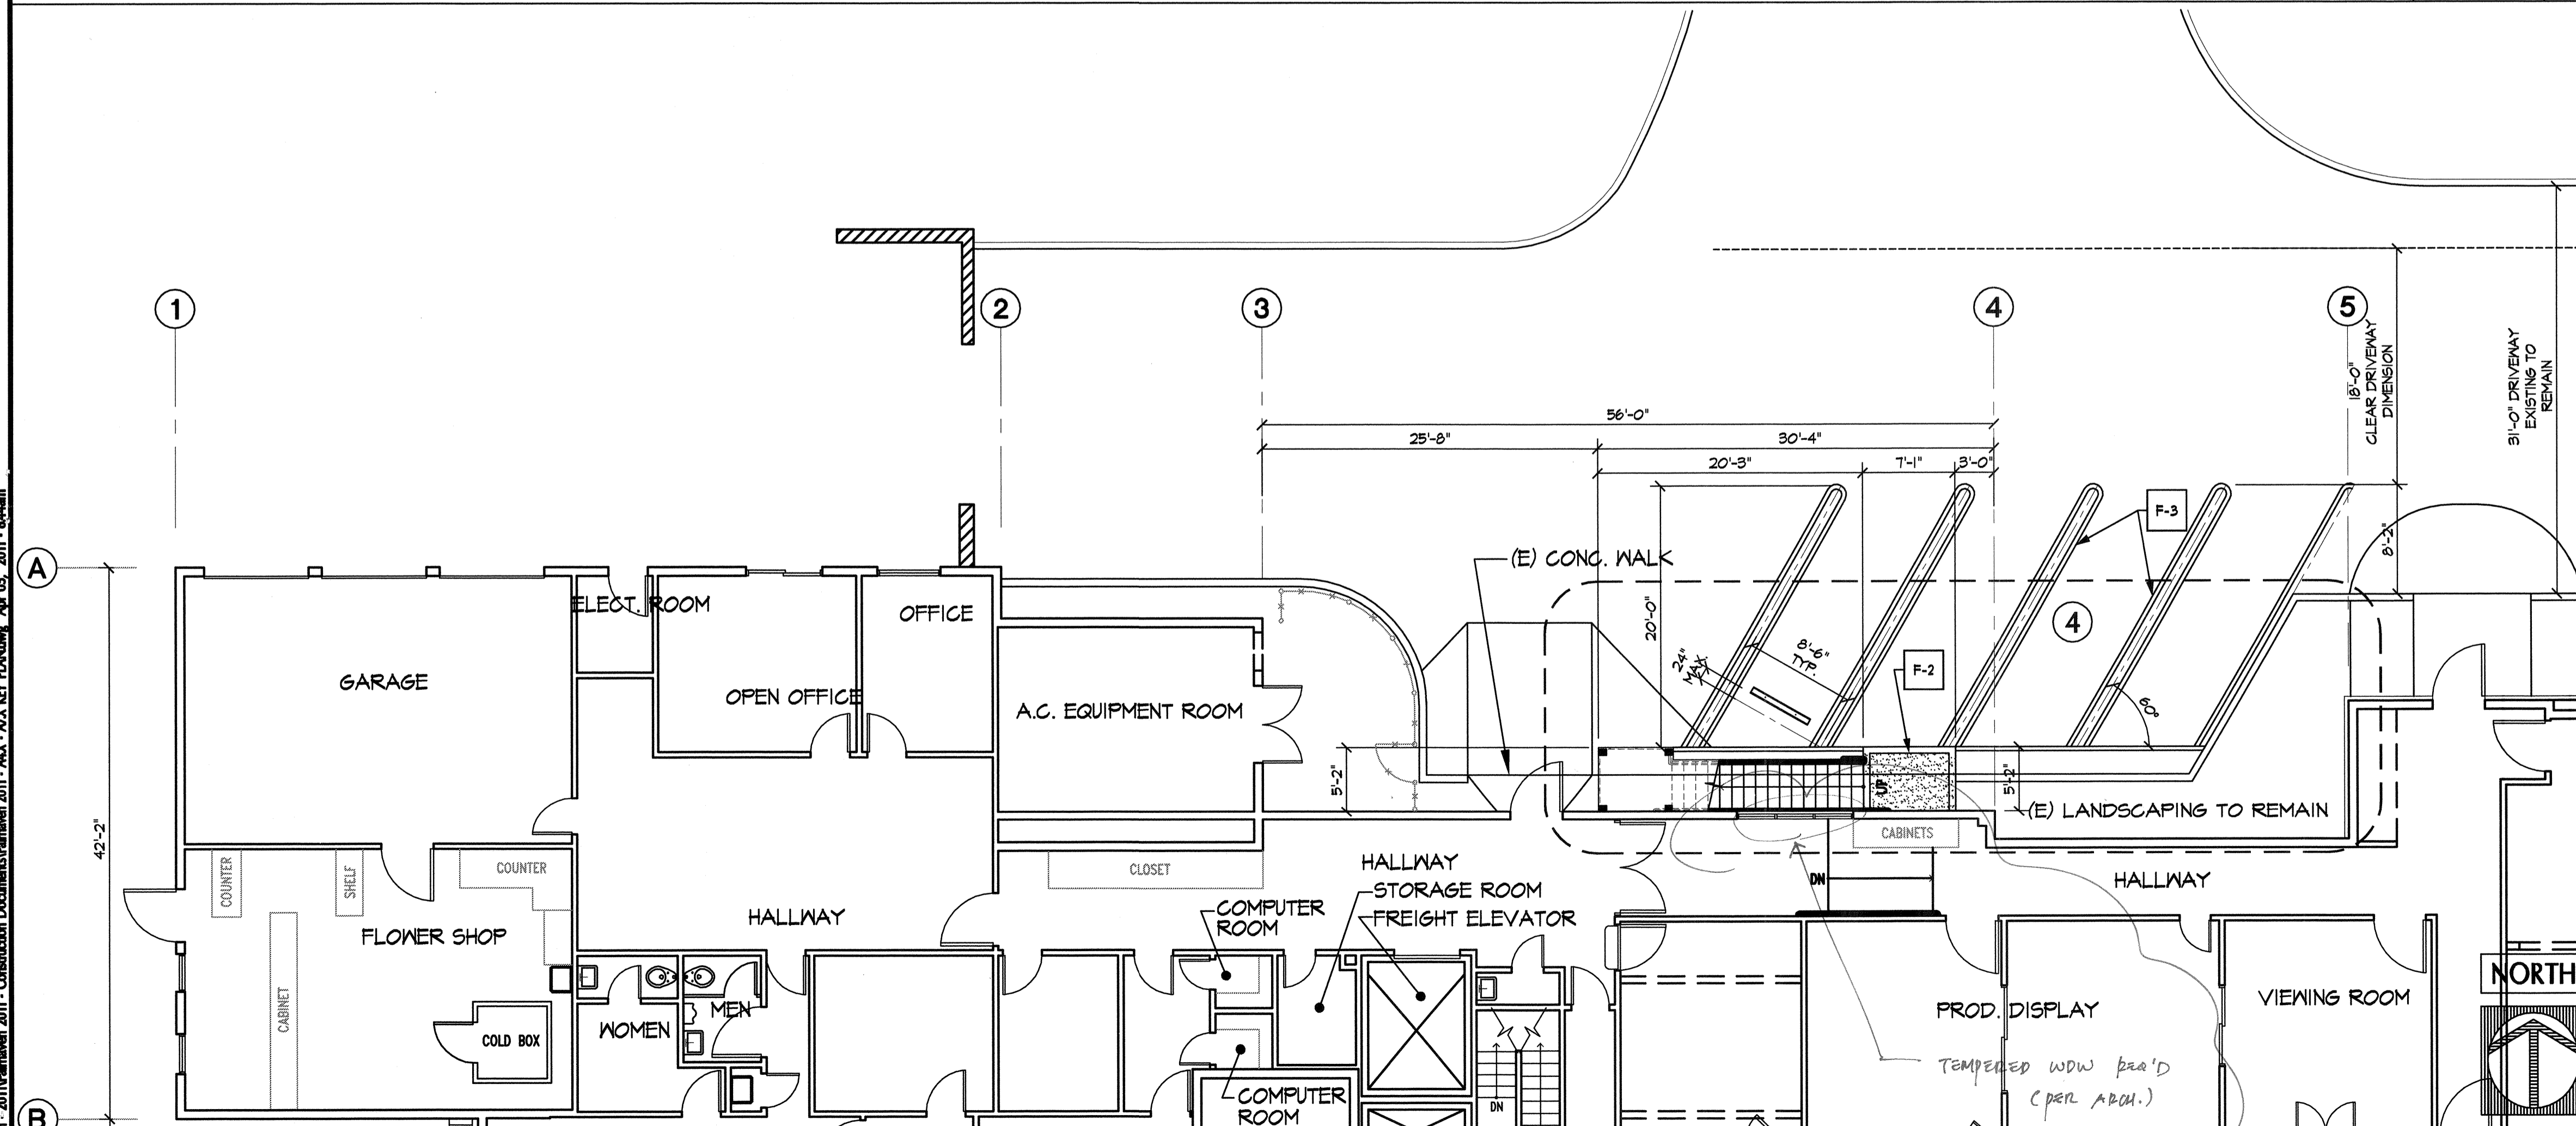 1
2
3
4
5
A
B
42'-2"
56'-0"
25'-8"
30'-4"
20'-3"
7'-1"
3'-0"
18'-0"
CLEAR DRIVEWAY
DIMENSION
31'-0" DRIVEWAY
EXISTING TO
REMAIN
F-3
8'-2"
(E) CONC. WALK
20'-0"
24"
MAX.
8'-6"
TYP.
F-2
4
60°
5'-2"
UP
5'-2"
(E) LANDSCAPING TO REMAIN
ELECT. ROOM
OFFICE
GARAGE
OPEN OFFICE
A.C. EQUIPMENT ROOM
COUNTER
SHELF
COUNTER
CLOSET
HALLWAY
CABINETS
DN
HALLWAY
STORAGE ROOM
FREIGHT ELEVATOR
COMPUTER
ROOM
HALLWAY
FLOWER SHOP
CABINET
COLD BOX
WOMEN
MEN
COMPUTER
ROOM
DN
PROD. DISPLAY
VIEWING ROOM
NORTH
TEMPERED WDW REQ'D
(PER ARCH.)